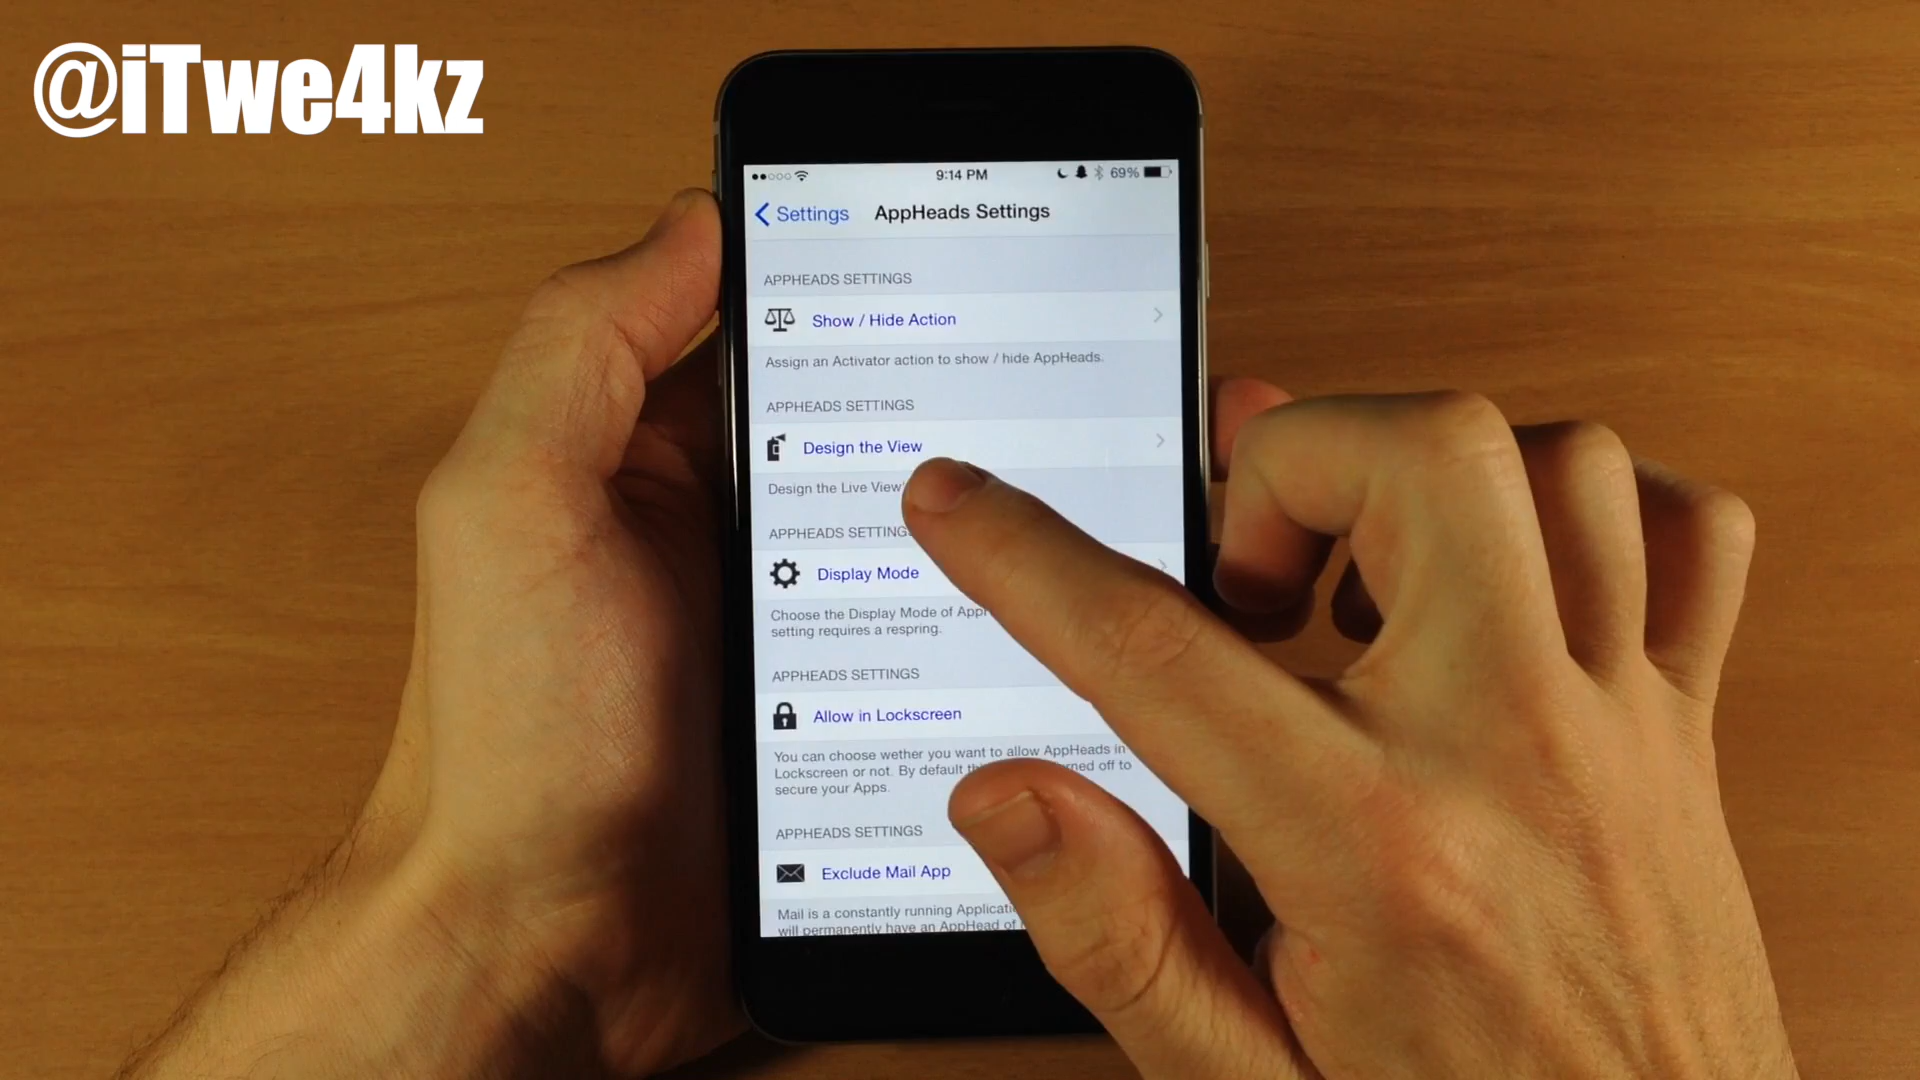 @iTwe4kz
9:14 PM
69%
Settings
AppHeads Settings
APPHEADS SETTINGS
Show / Hide Action
Assign an Activator action to show / hide AppHeads.
APPHEADS SETTINGS
Design the View
Design the Live View
APPHEADS SETTING
Display Mode
Choose the Display Mode of
setting requires a respring.
APPHEADS SETTINGS
Allow in Lockscreen
You can choose wether you want to allow AppHeads in
Lockscreen or not. By default off to
secure your Apps.
APPHEADS SETTINGS
Exclude Mail App
Mail is a constantly running
will permanently have an AppHead of